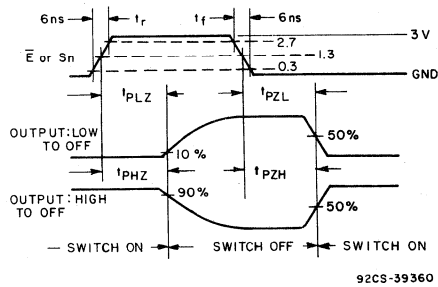 6ns tr tf 6ns
3V
2.7
E̅ or Sn
1.3
0.3
GND
tPLZ tPZL
OUTPUT:LOW
TO OFF
50%
10%
tPHZ tPZH
90%
OUTPUT:HIGH
TO OFF
50%
SWITCH ON SWITCH OFF SWITCH ON
92CS-39360